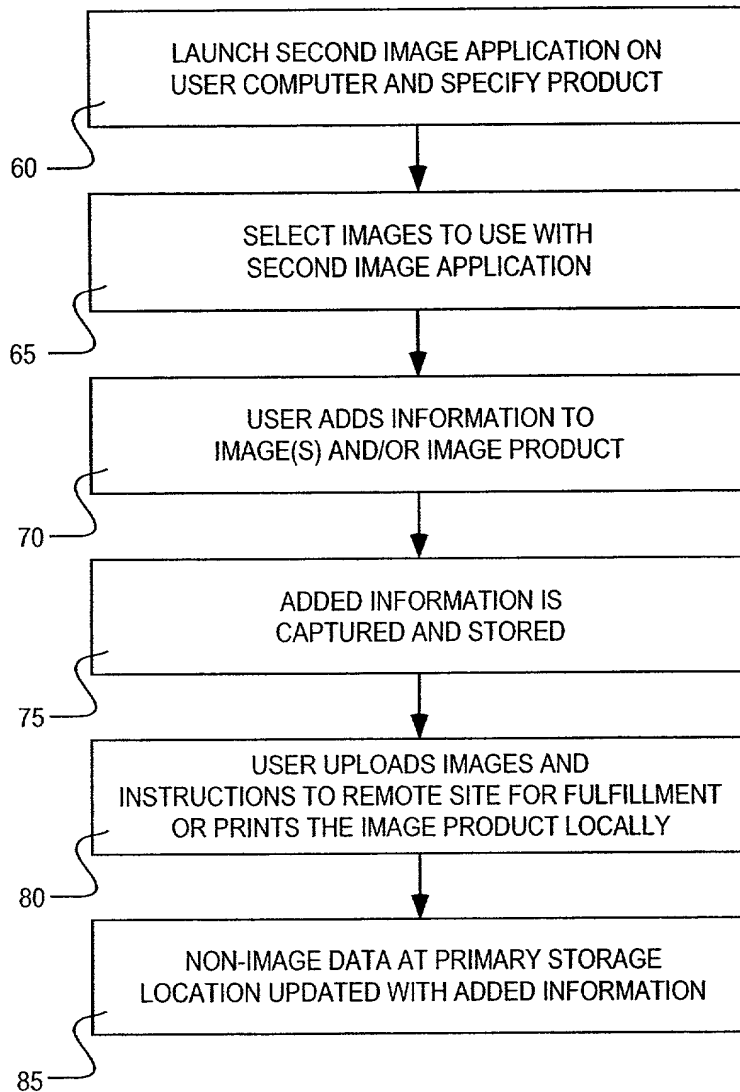 LAUNCH SECOND IMAGE APPLICATION ON
USER COMPUTER AND SPECIFY PRODUCT
60
SELECT IMAGES TO USE WITH
SECOND IMAGE APPLICATION
65
USER ADDS INFORMATION TO
IMAGE(S) AND/OR IMAGE PRODUCT
70
ADDED INFORMATION IS
CAPTURED AND STORED
75
USER UPLOADS IMAGES AND
INSTRUCTIONS TO REMOTE SITE FOR FULFILLMENT
OR PRINTS THE IMAGE PRODUCT LOCALLY
80
NON-IMAGE DATA AT PRIMARY STORAGE
LOCATION UPDATED WITH ADDED INFORMATION
85